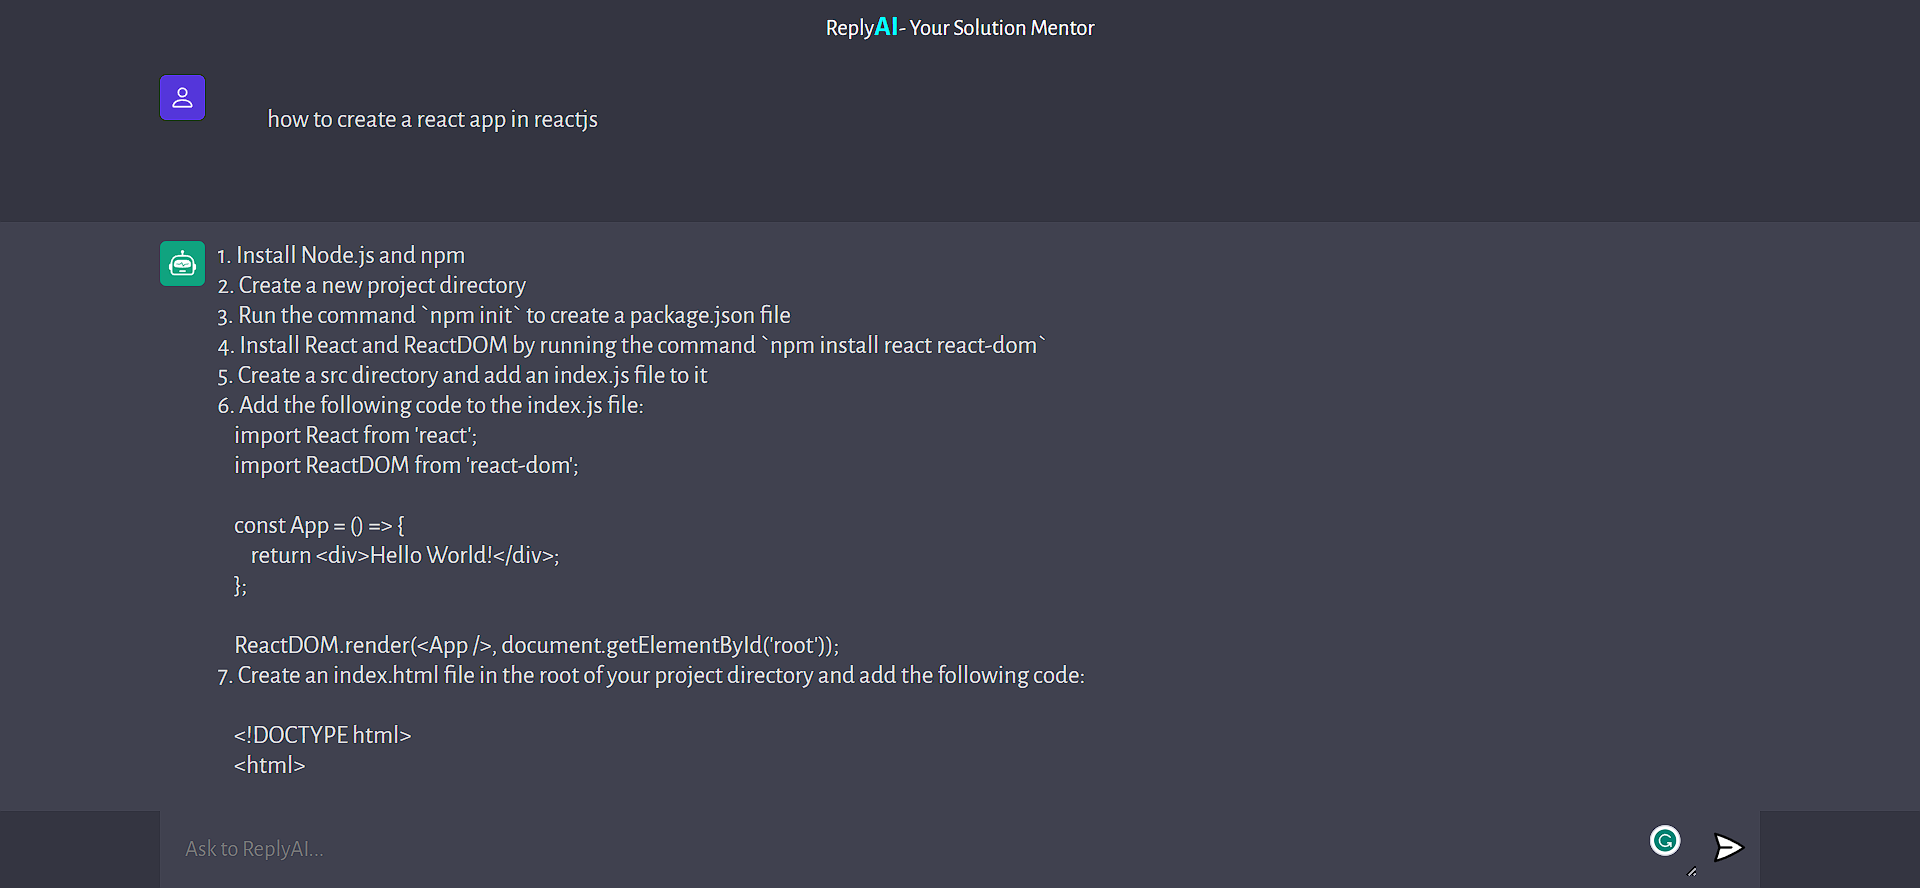 ReplyAI- Your Solution Mentor
how to create a react app in reactjs
1. Install Node.js and npm
2. Create a new project directory
3. Run the command `npm init` to create a package.json file
4. Install React and ReactDOM by running the command `npm install react react-dom`
5. Create a src directory and add an index.js file to it
6. Add the following code to the index.js file:
import React from 'react';
import ReactDOM from 'react-dom';
const App = () => {
return <div>Hello World!</div>;
};
ReactDOM.render(<App />, document.getElementById('root'));
7. Create an index.html file in the root of your project directory and add the following code:
<!DOCTYPE html>
<html>
Ask to ReplyAI...